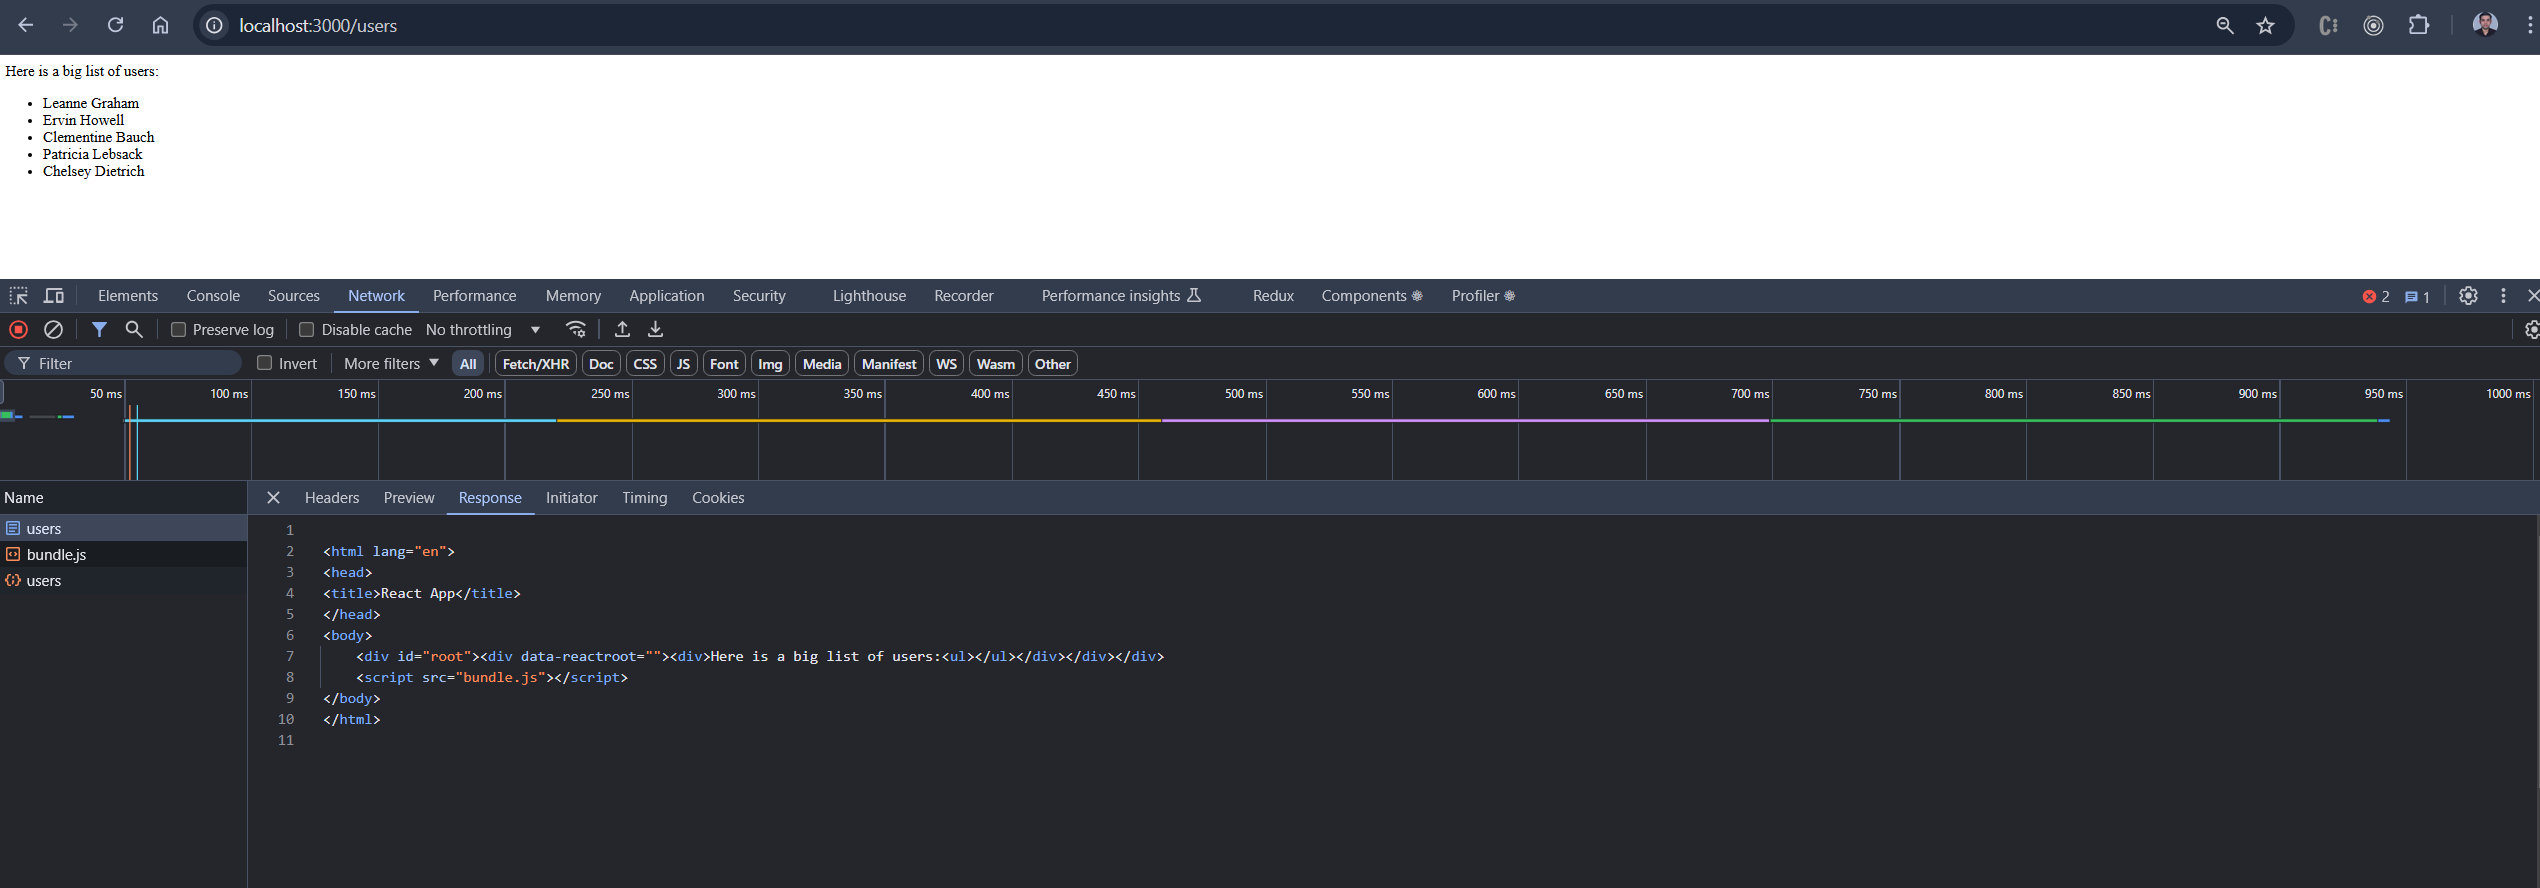 localhost:3000/users
Here is a big list of users:
Leanne Graham
Ervin Howell
Clementine Bauch
Patricia Lebsack
Chelsey Dietrich
Elements Console Sources Network Performance Memory Application Security Lighthouse Recorder Performance insights Redux Components Profiler 2 1
Preserve log Disable cache No throttling
Filter Invert More filters All Fetch/XHR Doc CSS JS Font Img Media Manifest WS Wasm Other
50 ms 100 ms 150 ms 200 ms 250 ms 300 ms 350 ms 400 ms 450 ms 500 ms 550 ms 600 ms 650 ms 700 ms 750 ms 800 ms 850 ms 900 ms 950 ms 1000 ms
Name
users
bundle.js
users
Headers Preview Response Initiator Timing Cookies
1
2 <html lang="en">
3 <head>
4 <title>React App</title>
5 </head>
6 <body>
7 <div id="root"><div data-reactroot=""><div>Here is a big list of users:<ul></ul></div></div></div>
8 <script src="bundle.js"></script>
9 </body>
10 </html>
11